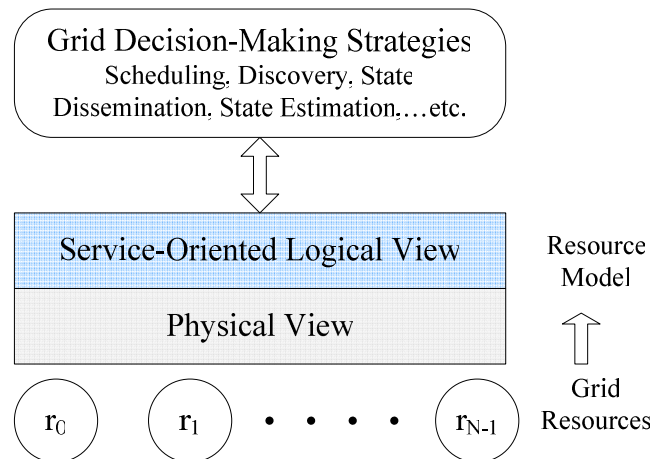 Grid Decision-Making Strategies
Scheduling, Discovery, State
Dissemination, State Estimation,…etc.
Service-Oriented Logical View
Physical View
Resource
Model
Grid
Resources
r0
r1
• • • •
rN-1